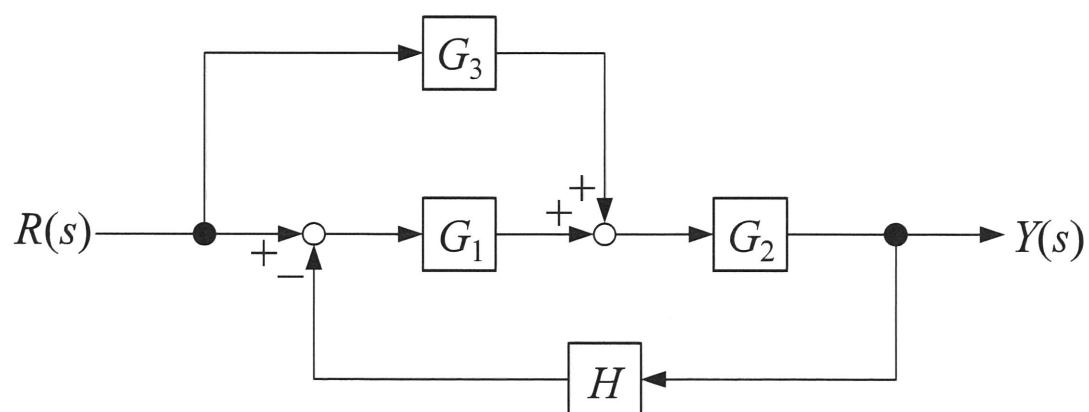 G₃
+
R(s)
+
−
G₁
+
G₂
Y(s)
H